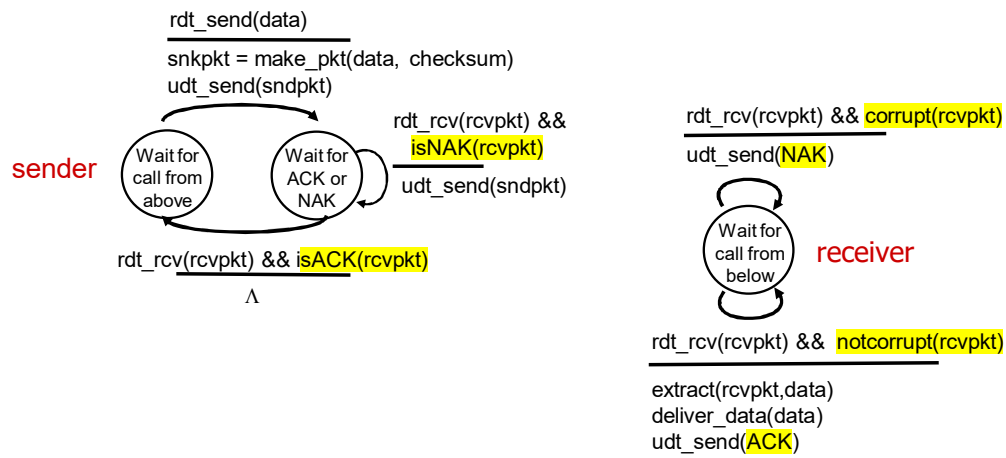 rdt_send(data)
snkpkt = make_pkt(data, checksum)
udt_send(sndpkt)
sender
Wait for
call from
above
Wait for
ACK or
NAK
rdt_rcv(rcvpkt) &&
isNAK(rcvpkt)
udt_send(sndpkt)
rdt_rcv(rcvpkt) && isACK(rcvpkt)
Λ
rdt_rcv(rcvpkt) && corrupt(rcvpkt)
udt_send(NAK)
Wait for
call from
below
receiver
rdt_rcv(rcvpkt) && notcorrupt(rcvpkt)
extract(rcvpkt,data)
deliver_data(data)
udt_send(ACK)